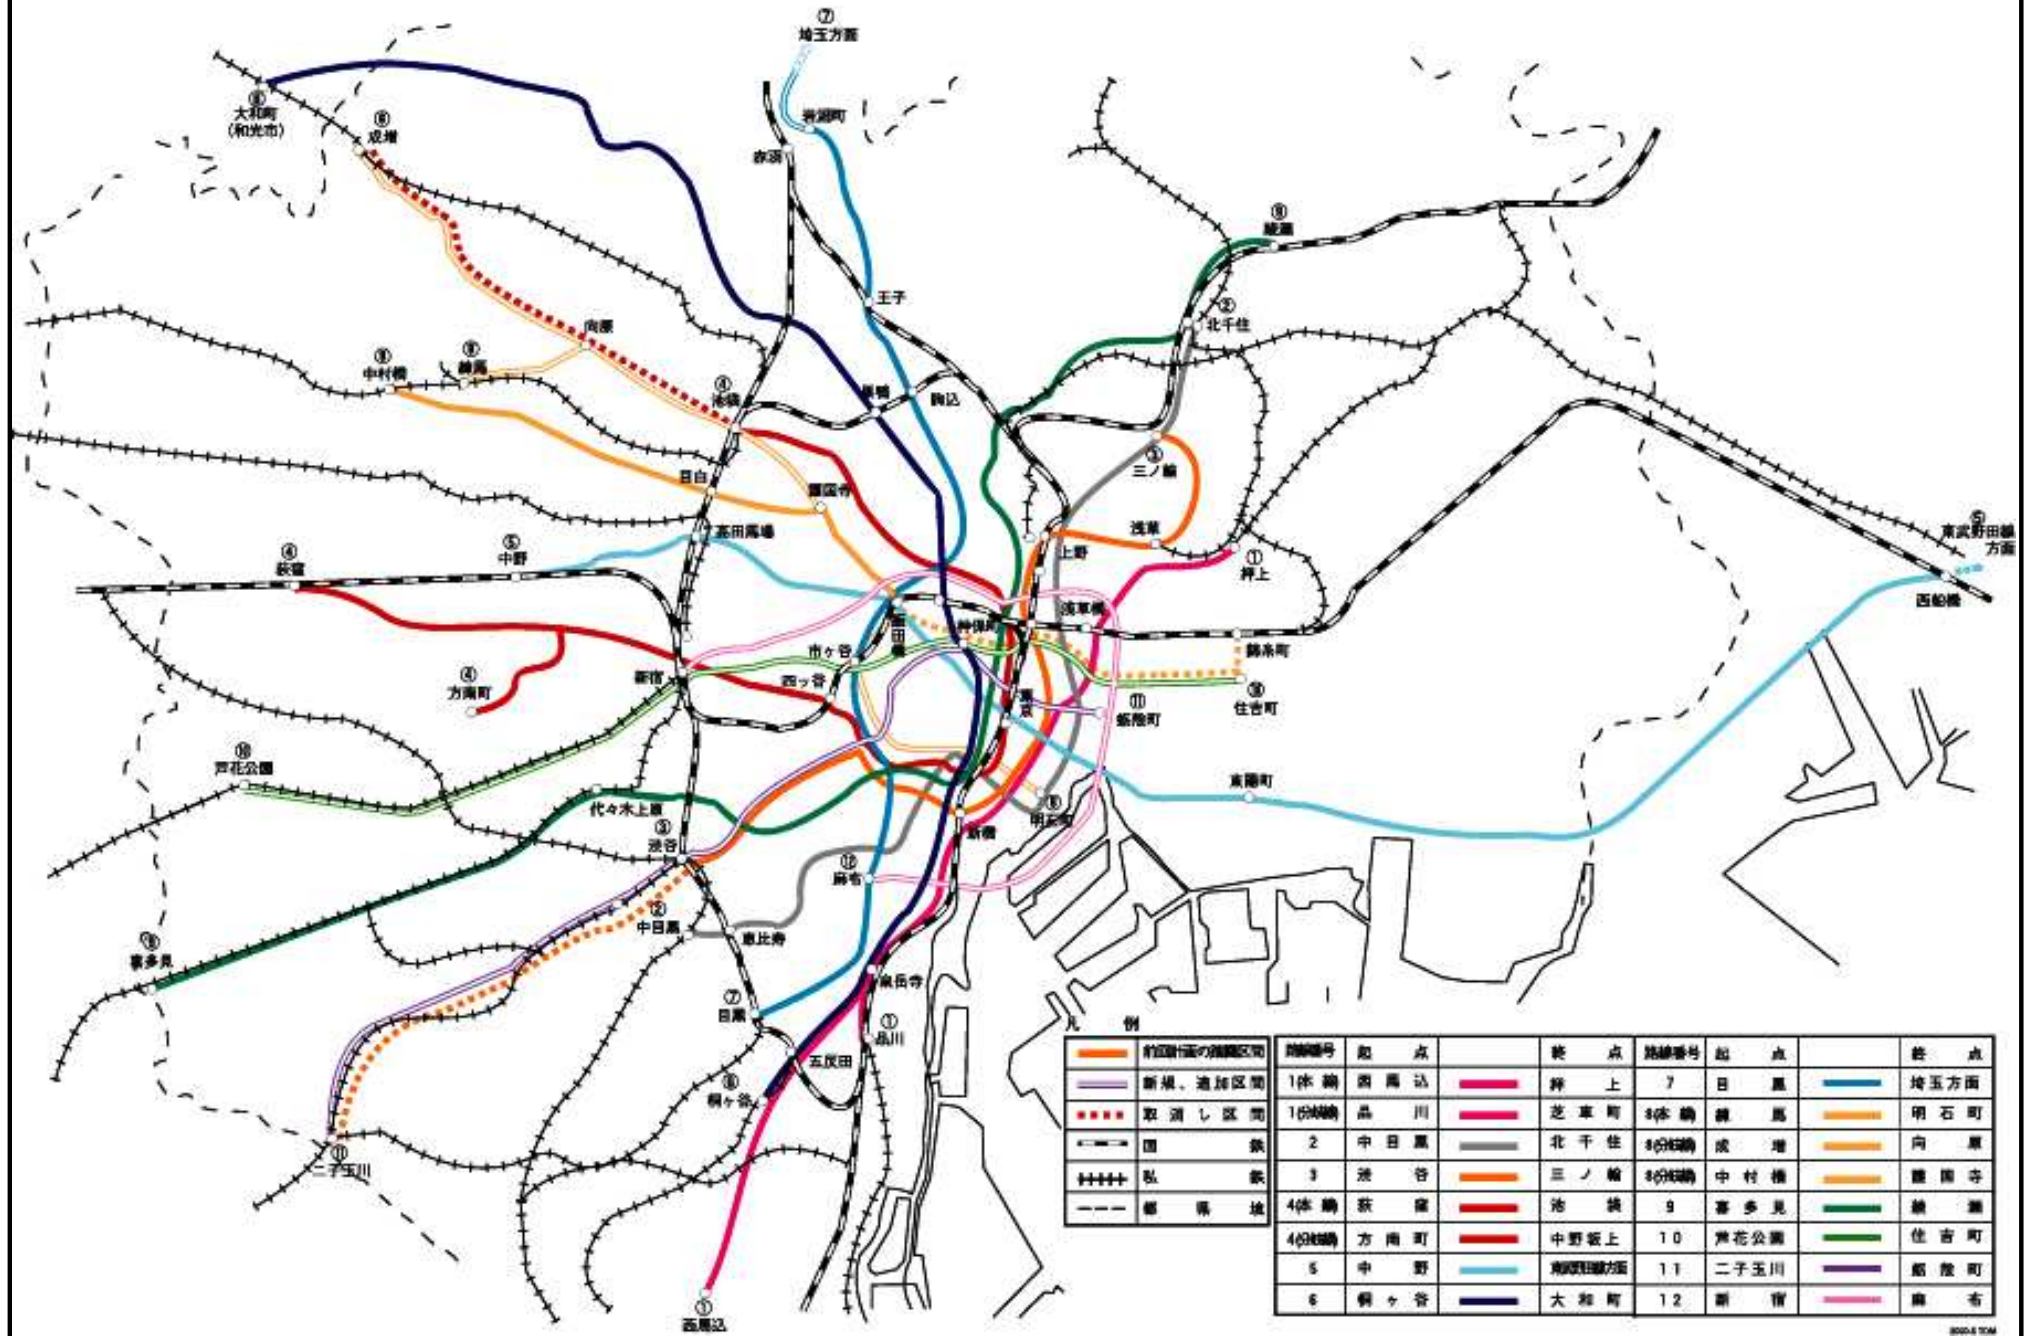 ⑦
埼玉方面
⑥
大和町
(和光市)
⑧
成増
岩淵町
赤羽
⑨
綾瀬
王子
②
北千住
向原
⑧
中村橋
⑧
練馬
④
池袋
巣鴨
駒込
③
三ノ輪
目白
護国寺
高田馬場
浅草
上野
①
押上
⑤
東武野田線
方面
西船橋
④
荻窪
⑤
中野
浅草橋
神保町
飯田橋
錦糸町
市ヶ谷
新宿
四ッ谷
④
方南町
東京
⑪
蛎殻町
⑩
住吉町
⑩
芦花公園
代々木上原
東陽町
⑧
明石町
新橋
③
渋谷
⑫
麻布
②
中目黒
恵比寿
⑨
喜多見
泉岳寺
⑦
目黒
①
品川
五反田
⑥
桐ヶ谷
⑪
二子玉川
①
西馬込
凡例
新規、追加区間
取消し区間
国鉄
私鉄
路線番号 起点 終点 路線番号 起点 終点
1(本線) 西馬込 押上 7 目黒 埼玉方面
1(分岐線) 品川 芝車町 8(本線) 練馬 明石町
2 中目黒 北千住 8(分岐線) 成増 向原
3 渋谷 三ノ輪 8(分岐線) 中村橋 護国寺
4(本線) 荻窪 池袋 9 喜多見 綾瀬
4(分岐線) 方南町 中野坂上 10 芦花公園 住吉町
5 中野 東武野田線方面 11 二子玉川 蛎殻町
6 桐ヶ谷 大和町 12 新宿 麻布